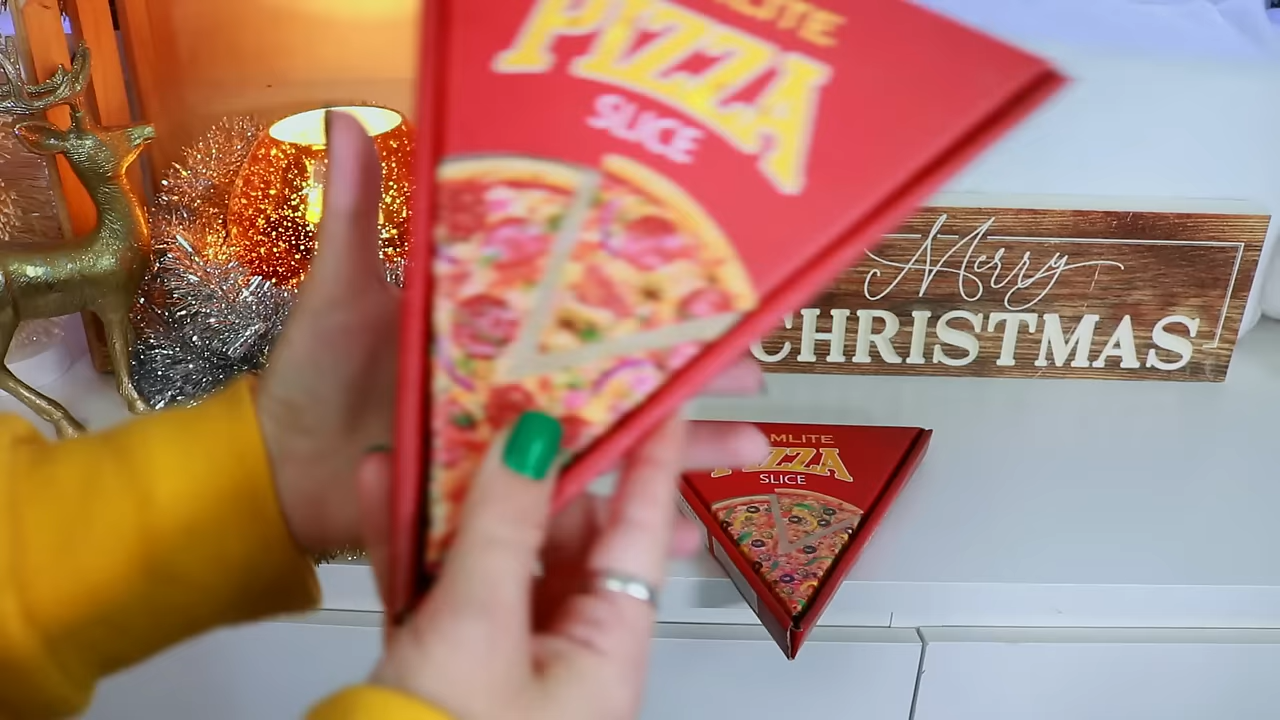 PIZZA
SLICE
Merry
CHRISTMAS
MLITE
PIZZA
SLICE